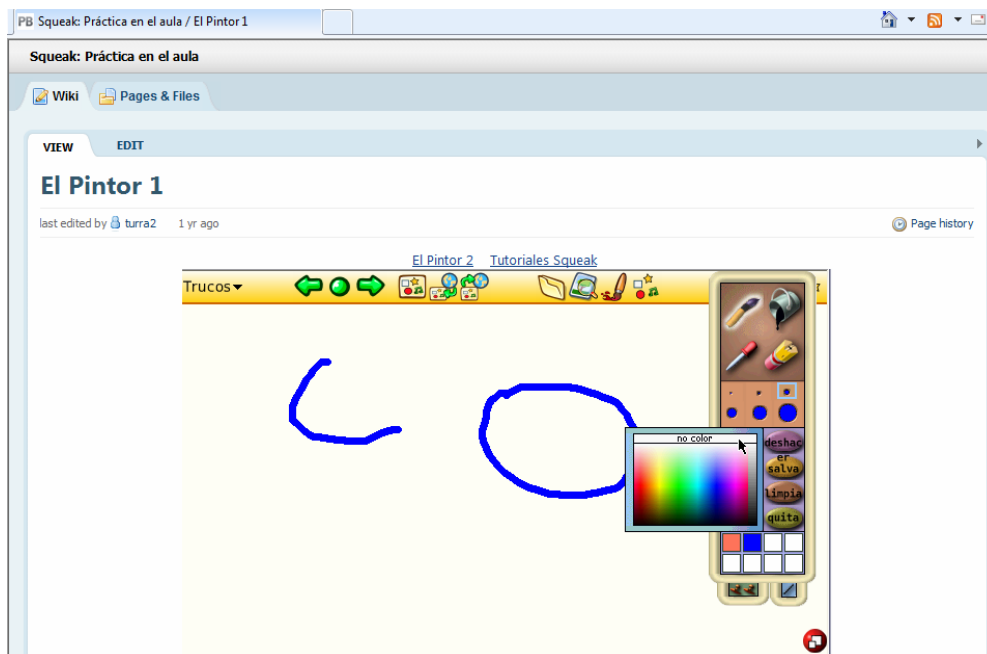 PB Squeak: Práctica en el aula / El Pintor 1
Squeak: Práctica en el aula
Wiki Pages & Files
VIEW EDIT
El Pintor 1
last edited by turra2 1 yr ago Page history
El Pintor 2 Tutoriales Squeak
Trucos
no color
deshac
er
salva
limpia
quita